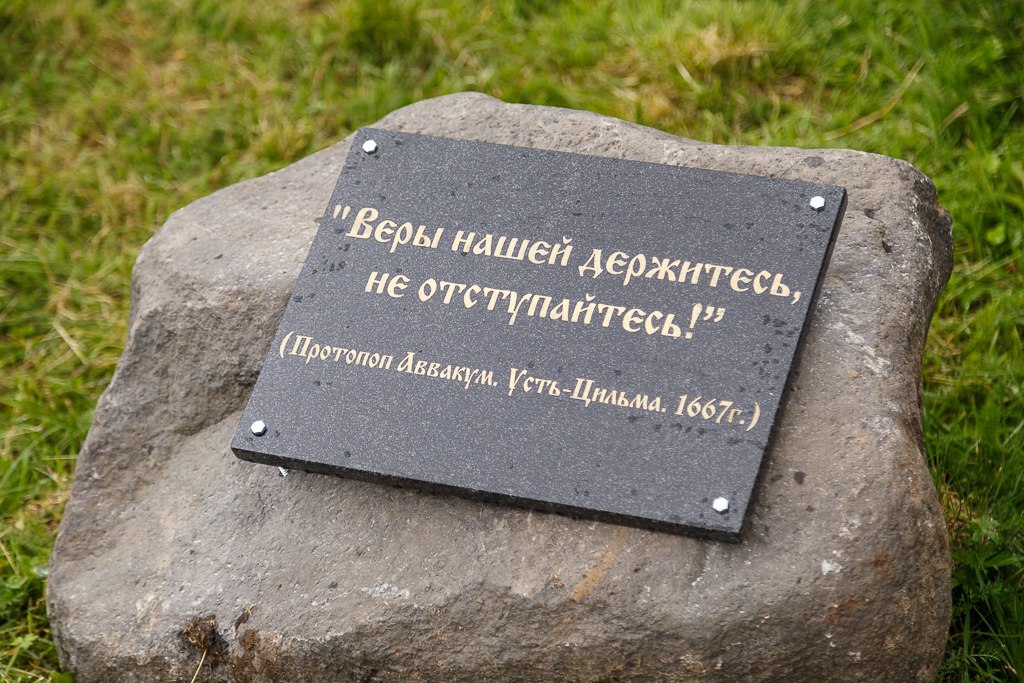 "Веры нашей держитесь,
не отступайтесь!”
(Протопоп Аввакум. Усть-Цильма. 1667г.)